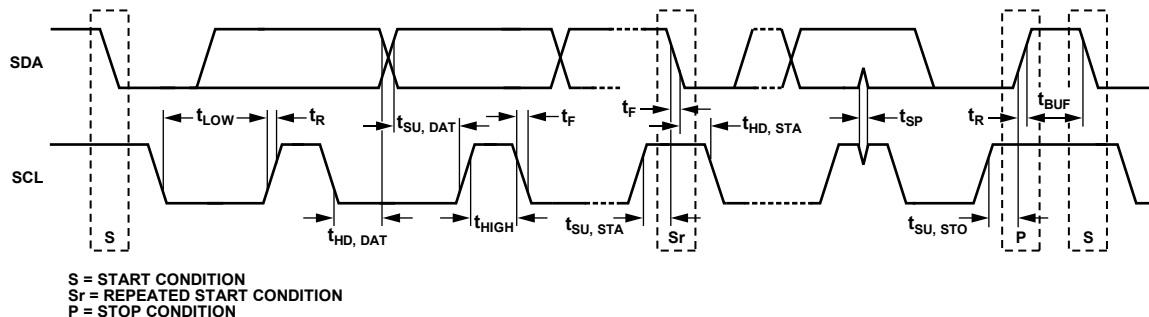 SDA
tLOW
tR
tSU, DAT
tF
tF
tHD, STA
tSP
tR
tBUF
SCL
tHD, DAT
tHIGH
tSU, STA
tSU, STO
S
Sr
P
S
S = START CONDITION
Sr = REPEATED START CONDITION
P = STOP CONDITION